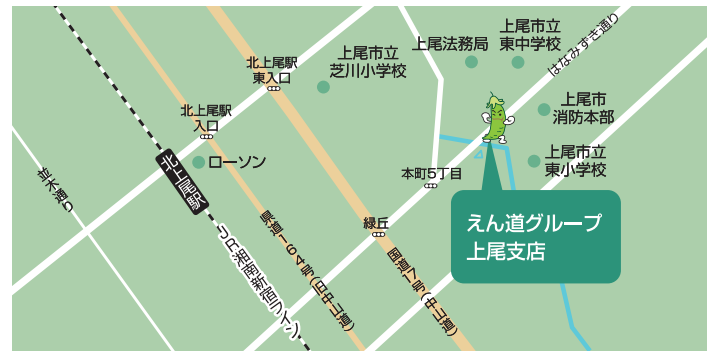 上尾市立
東中学校
上尾法務局
はなみずき通り
上尾市立
芝川小学校
北上尾駅
東入口
北上尾駅
入口
上尾市
消防本部
ローソン
上尾市立
東小学校
北上尾駅
本町5丁目
並木通り
緑丘
えん道グループ
上尾支店
県道164号(旧中山道)
国道17号(中山道)
JR湘南新宿ライン